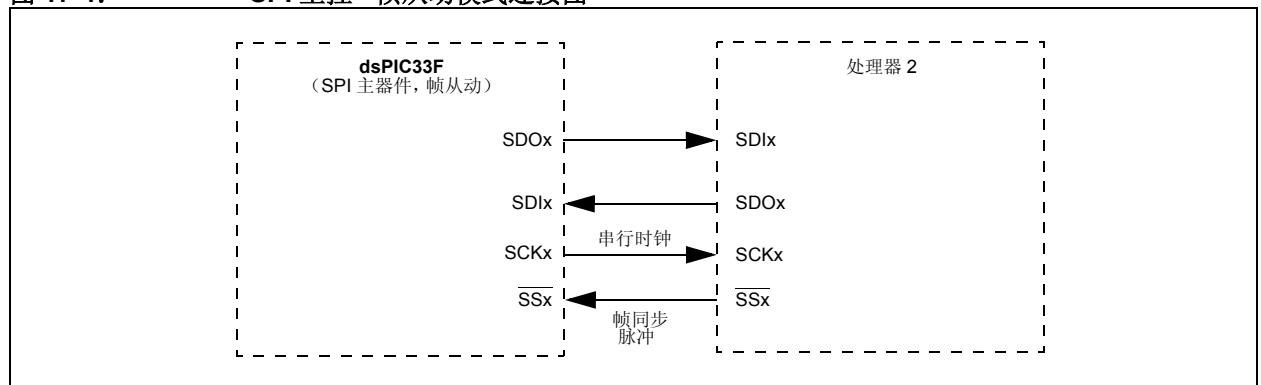 dsPIC33F
（SPI 主器件，帧从动）
处理器 2
SDOx
SDIx
SDIx
SDOx
串行时钟
SCKx
SCKx
SSx
SSx
帧同步
脉冲